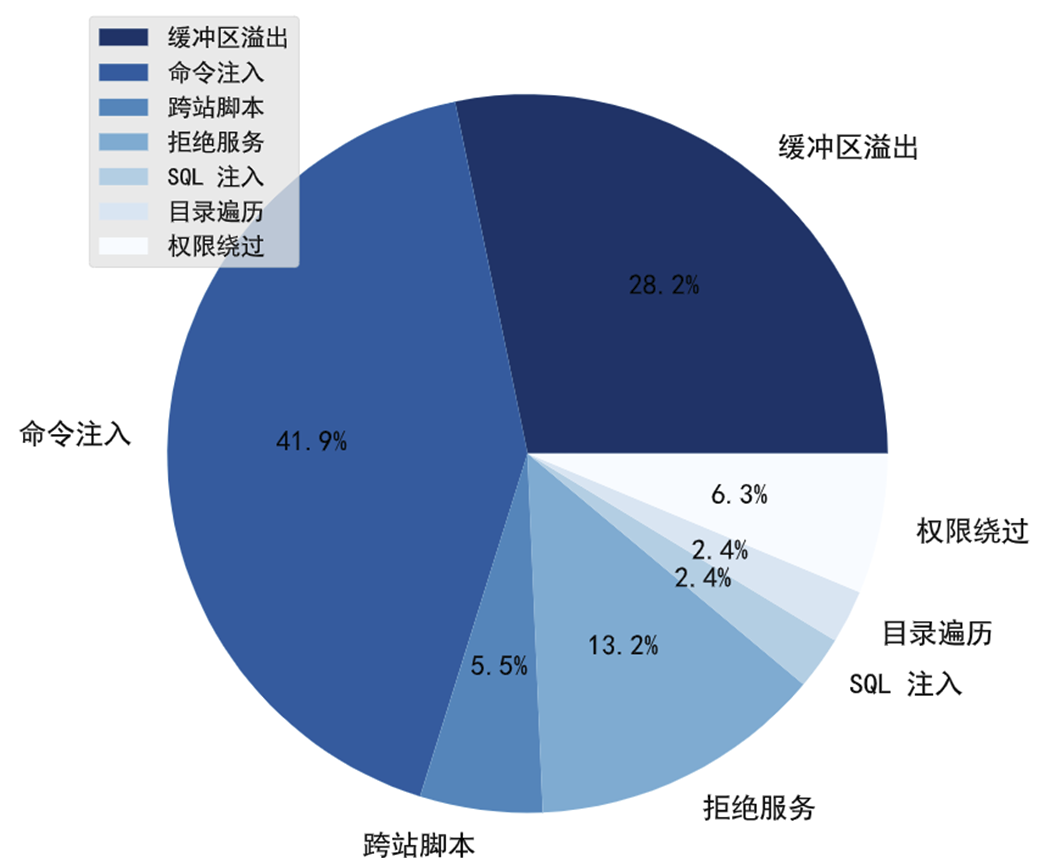 缓冲区溢出
命令注入
跨站脚本
拒绝服务
SQL 注入
目录遍历
权限绕过
缓冲区溢出
28.2%
命令注入
41.9%
6.3%
权限绕过
2.4%
2.4%
目录遍历
13.2%
5.5%
SQL 注入
拒绝服务
跨站脚本